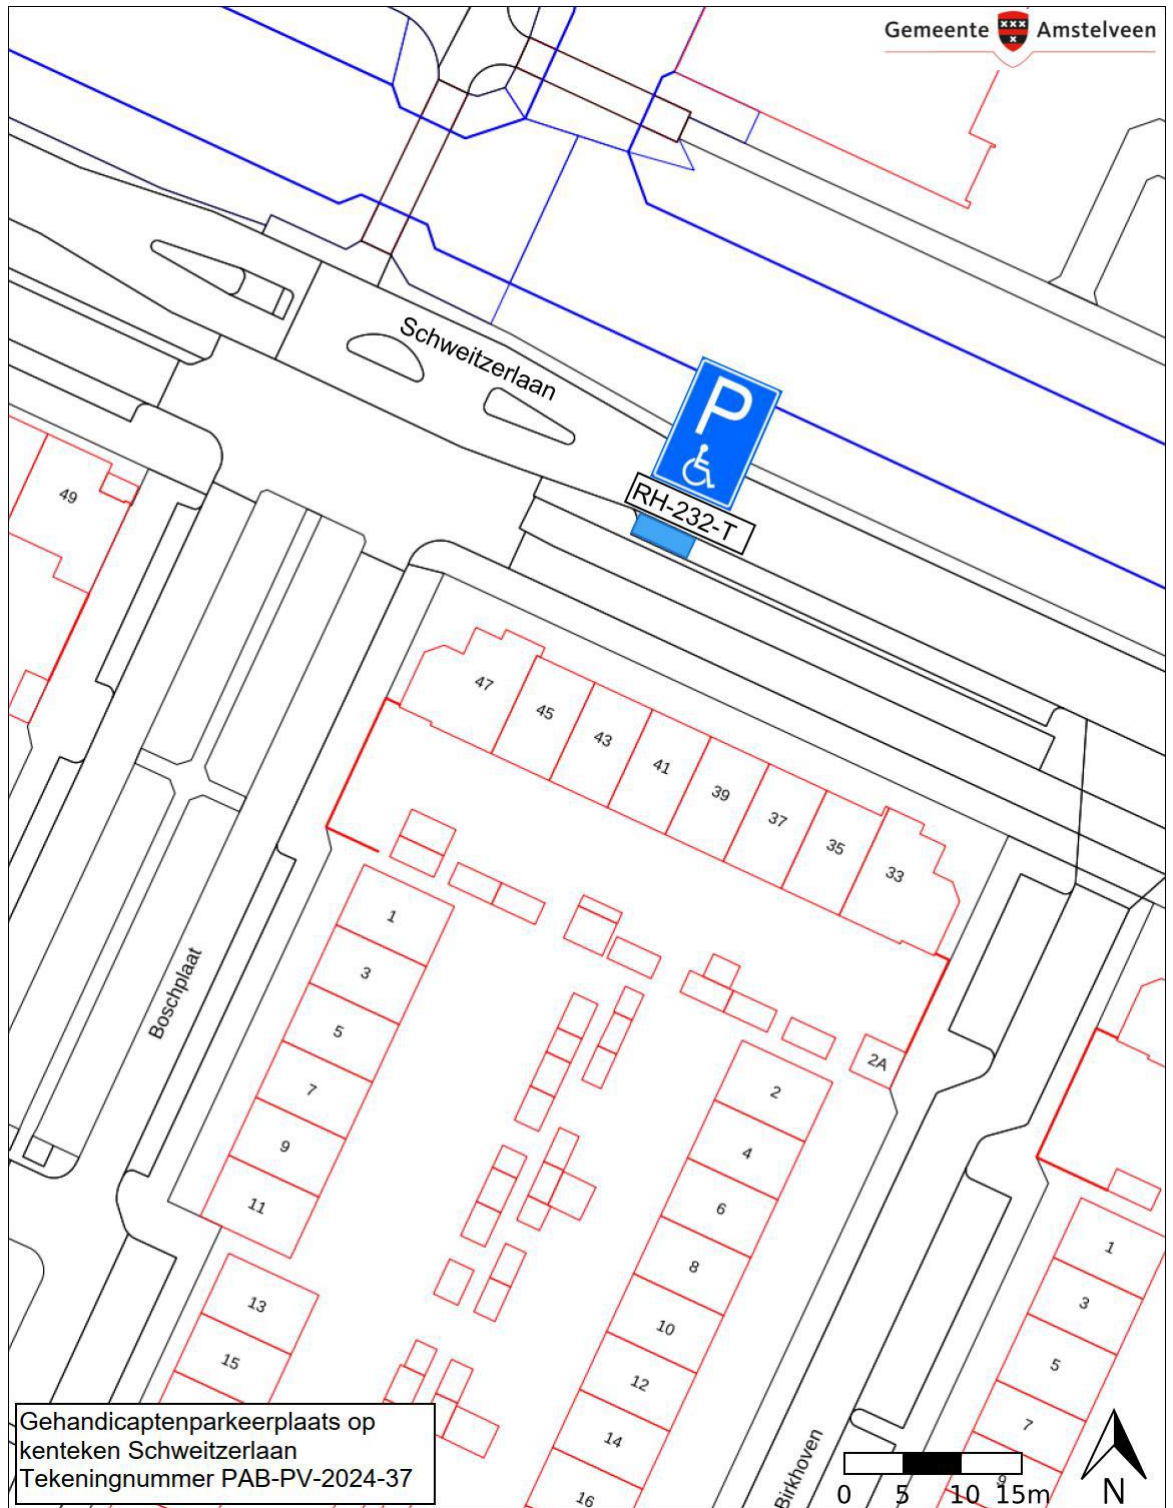 Gemeente Amstelveen
Schweitzerlaan
P
RH-232-T
49
47
45
43
41
39
37
35
33
1
3
5
7
9
11
13
15
Boschplaat
2A
2
4
6
8
10
12
14
16
Birkhoven
1
3
5
7
9
Gehandicaptenparkeerplaats op
kenteken Schweitzerlaan
Tekeningnummer PAB-PV-2024-37
0 5 10 15m
N